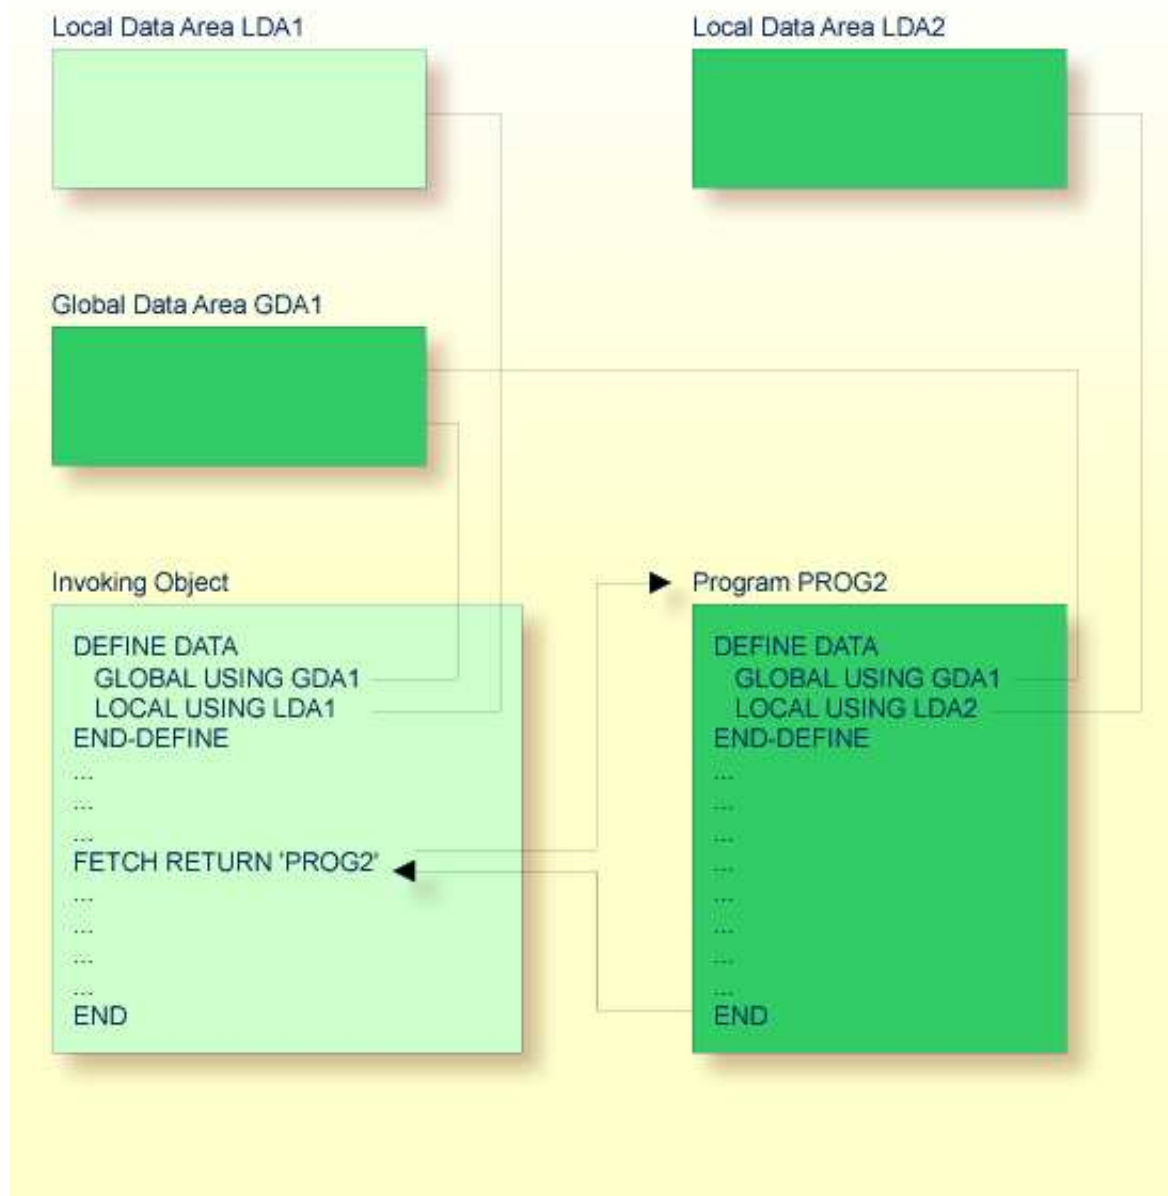 Local Data Area LDA1
Local Data Area LDA2
Global Data Area GDA1
Invoking Object
DEFINE DATA
GLOBAL USING GDA1
LOCAL USING LDA1
END-DEFINE
...
...
...
FETCH RETURN 'PROG2'
...
...
...
...
END
Program PROG2
DEFINE DATA
GLOBAL USING GDA1
LOCAL USING LDA2
END-DEFINE
...
...
...
...
...
...
...
...
END